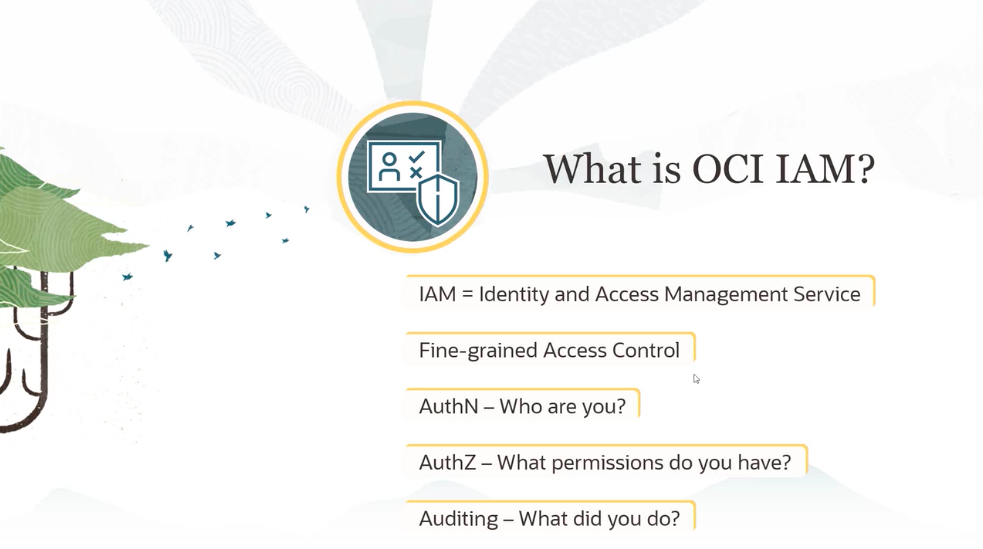 What is OCI IAM?
IAM = Identity and Access Management Service
Fine-grained Access Control
AuthN – Who are you?
AuthZ – What permissions do you have?
Auditing – What did you do?